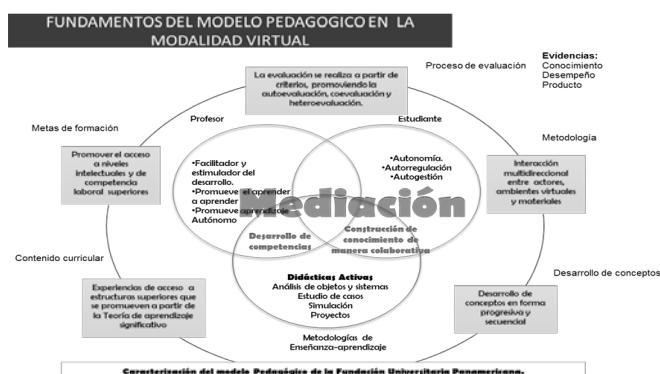 FUNDAMENTOS DEL MODELO PEDAGOGICO EN LA
MODALIDAD VIRTUAL
Proceso de evaluación
Evidencias:
Conocimiento
Desempeño
Producto
La evaluación se realiza a partir de
criterios, promoviendo la
autoevaluación, coevaluación y
heteroevaluación.
Profesor
Estudiante
Metas de formación
Metodología
Promover el acceso
a niveles
intelectuales y de
competencia
laboral superiores
•Facilitador y
estimulador del
desarrollo.
•Promueve el aprender
a aprender
•Promueve aprendizaje
Autónomo
•Autonomía.
•Autorregulación
•Autogestión
Interacción
multidireccional
entre actores,
ambientes virtuales
y materiales
Mediación
Desarrollo de
competencias
Construcción de
conocimiento de
manera colaborativa
Contenido curricular
Desarrollo de conceptos
Didácticas Activas
Análisis de objetos y sistemas
Estudio de casos
Simulación
Proyectos
Experiencias de acceso a
estructuras superiores que
se promueven a partir de
la Teoría de aprendizaje
significativo
Desarrollo de
conceptos en forma
progresiva y
secuencial
Metodologías de
Enseñanza-aprendizaje
Caracterización del modelo Pedagógico de la Fundación Universitaria Panamericana.